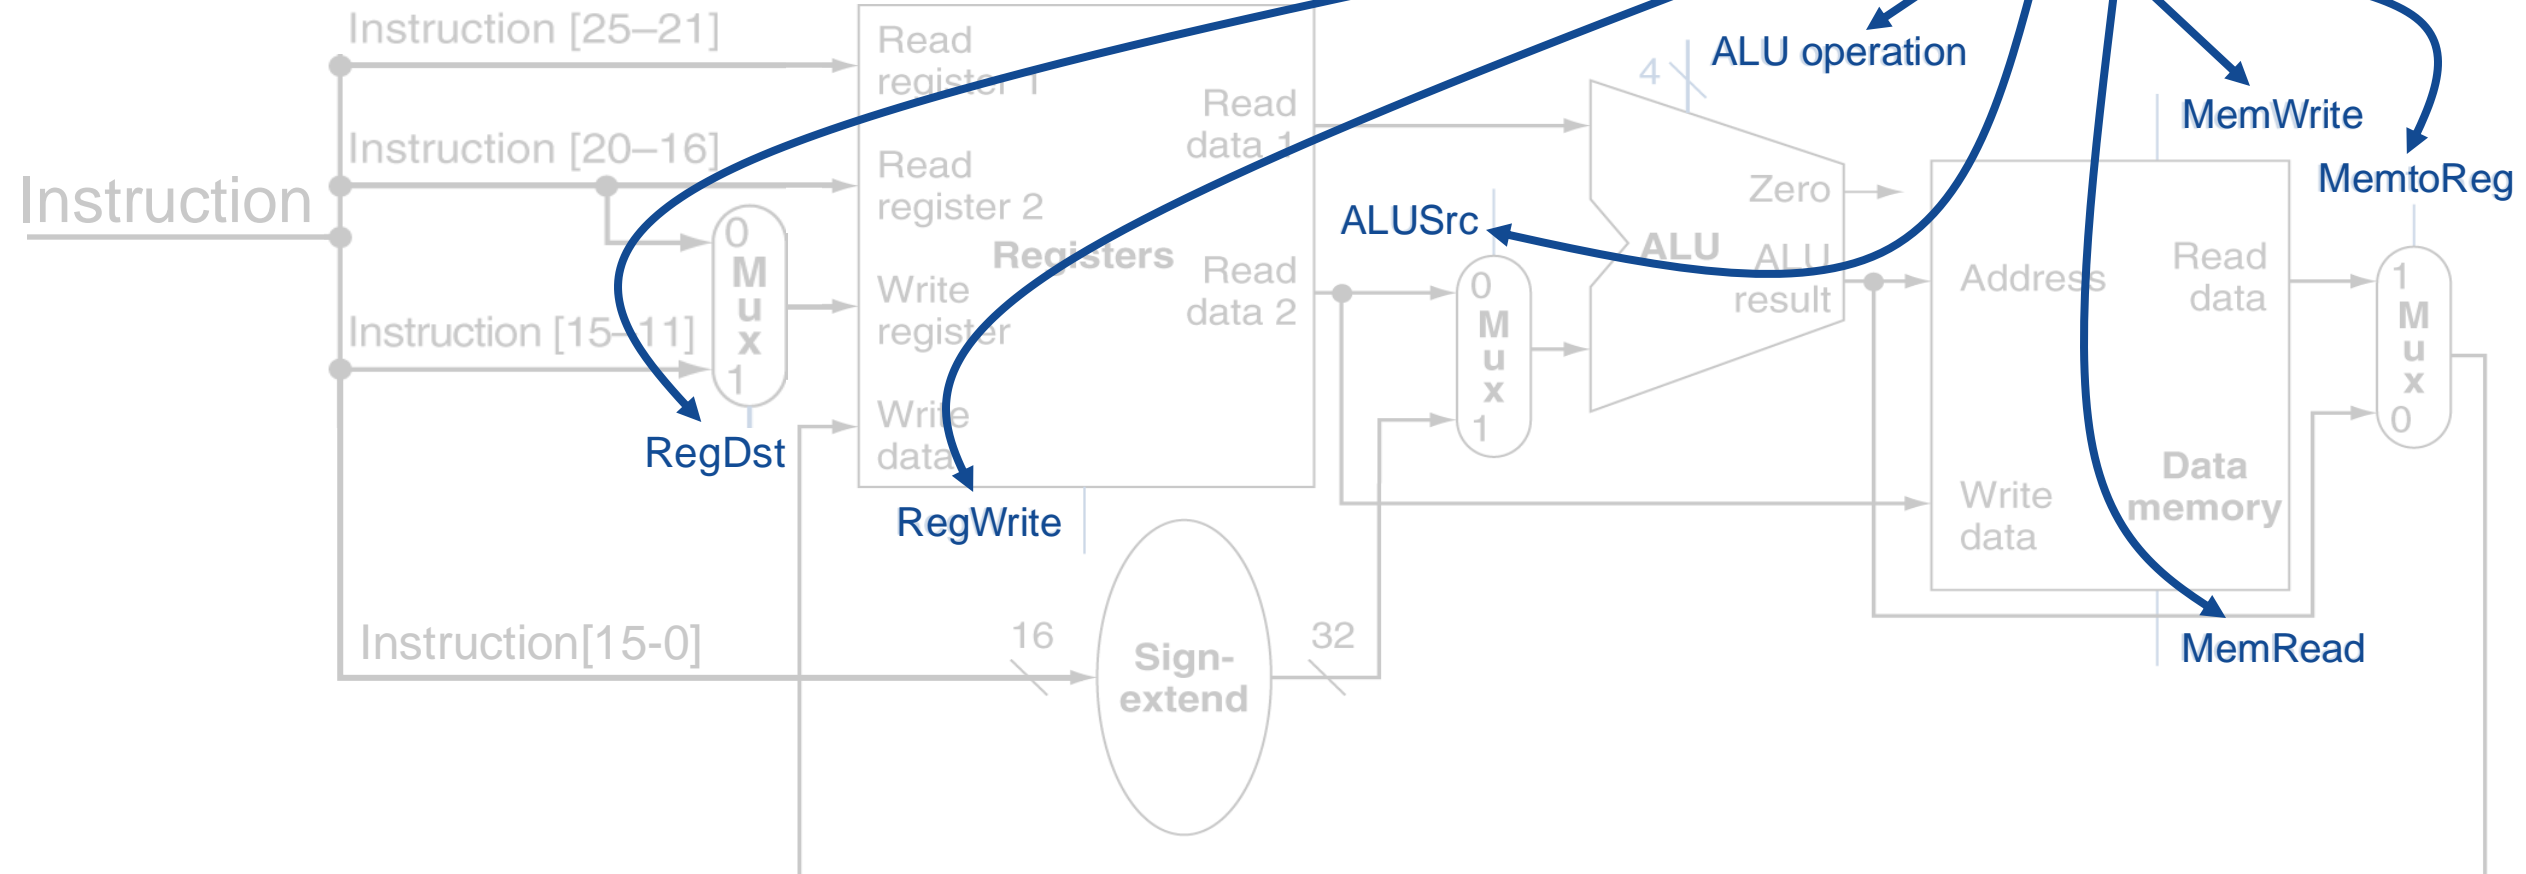 Instruction [25–21]
Read
register 1
ALU operation
4
Read
data 1
MemWrite
Instruction [20–16]
Read
register 2
Instruction
Zero
MemtoReg
ALUSrc
0
M
u
x
1
Registers
Read
data 2
ALU
ALU
result
Address
Read
data
1
M
u
x
0
Write
register
Instruction [15–11]
0
M
u
x
1
Write
data
RegDst
RegWrite
Data
memory
Write
data
Instruction[15-0]
16
Sign-
extend
32
MemRead